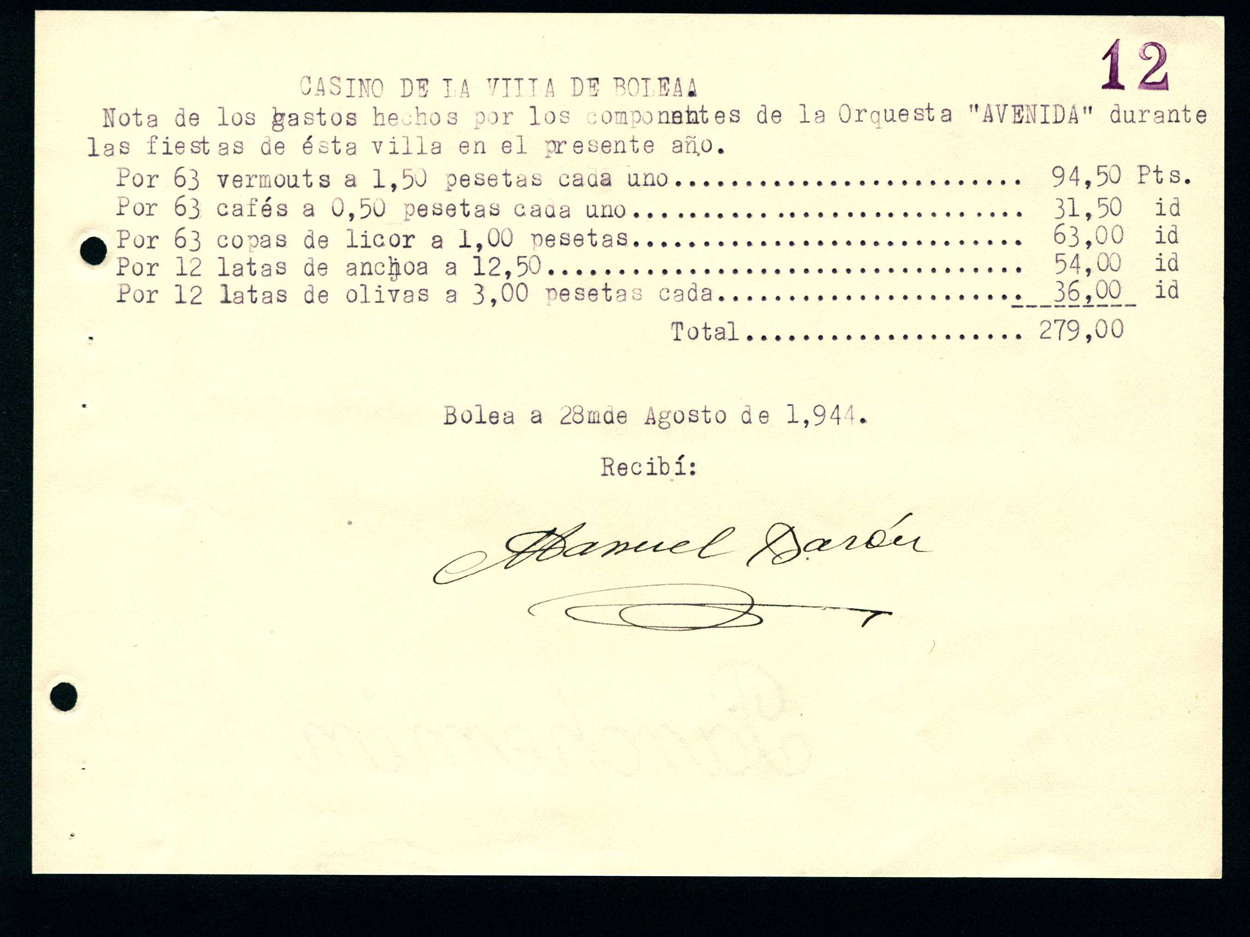 12
CASINO DE LA VIIIA DE BOLEAA
Nota de los gastos hechos por los componentes de la Orquesta "AVENIDA" durante
las fiestas de ésta villa en el presente año.
Por 63 vermouts a 1,50 pesetas cada uno......................... 94,50 Pts.
Por 63 cafés a 0,50 pesetas cada uno............................ 31,50 id
Por 63 copas de licor a 1,00 pesetas............................ 63,00 id
Por 12 latas de anchoa a 12,50.................................. 54,00 id
Por 12 latas de olivas a 3,00 pesetas cada...................... 36,00 id
Total.................... 279,00
Bolea a 28mde Agosto de 1,944.
Recibí:
Manuel